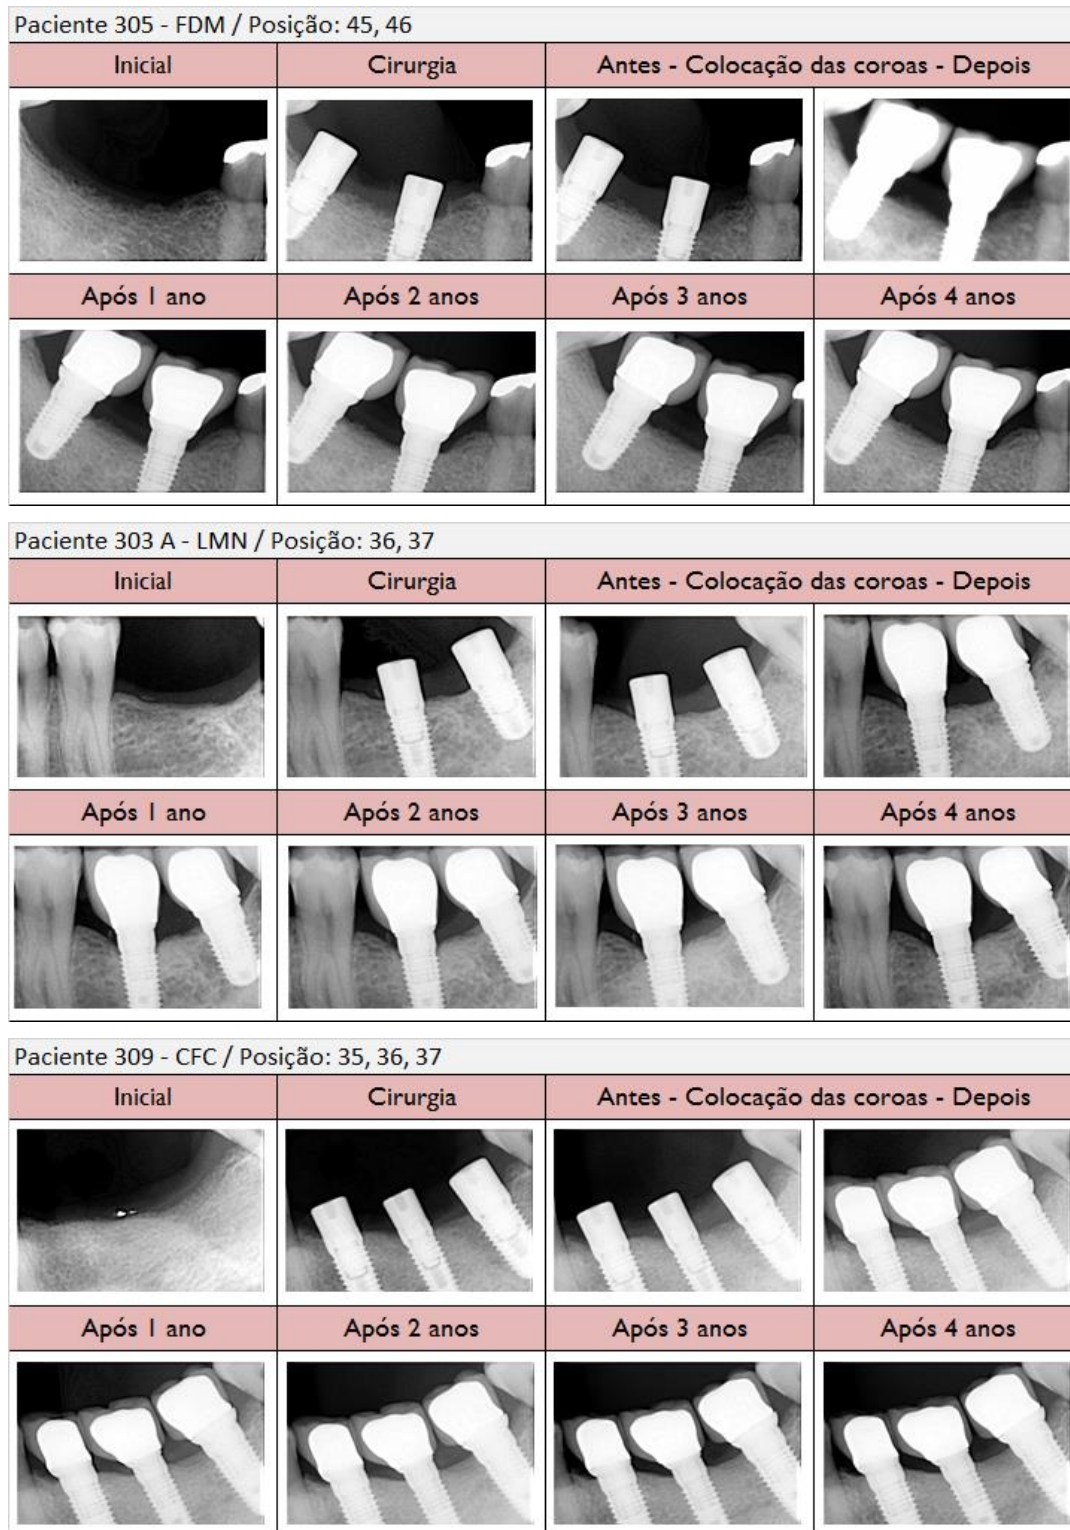 Paciente 305 - FDM / Posição: 45, 46
Inicial Cirurgia Antes - Colocação das coroas - Depois
Após 1 ano Após 2 anos Após 3 anos Após 4 anos
Paciente 303 A - LMN / Posição: 36, 37
Inicial Cirurgia Antes - Colocação das coroas - Depois
Após 1 ano Após 2 anos Após 3 anos Após 4 anos
Paciente 309 - CFC / Posição: 35, 36, 37
Inicial Cirurgia Antes - Colocação das coroas - Depois
Após 1 ano Após 2 anos Após 3 anos Após 4 anos